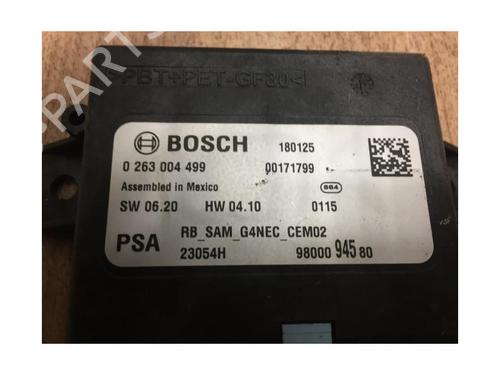 >PBT+PET-GF30<
BOSCH 180125
0 263 004 499 00171799
Assembled in Mexico 864
SW 06.20 HW 04.10 0115
PSA RB_SAM_G4NEC_CEM02
23054H 98000 945 80